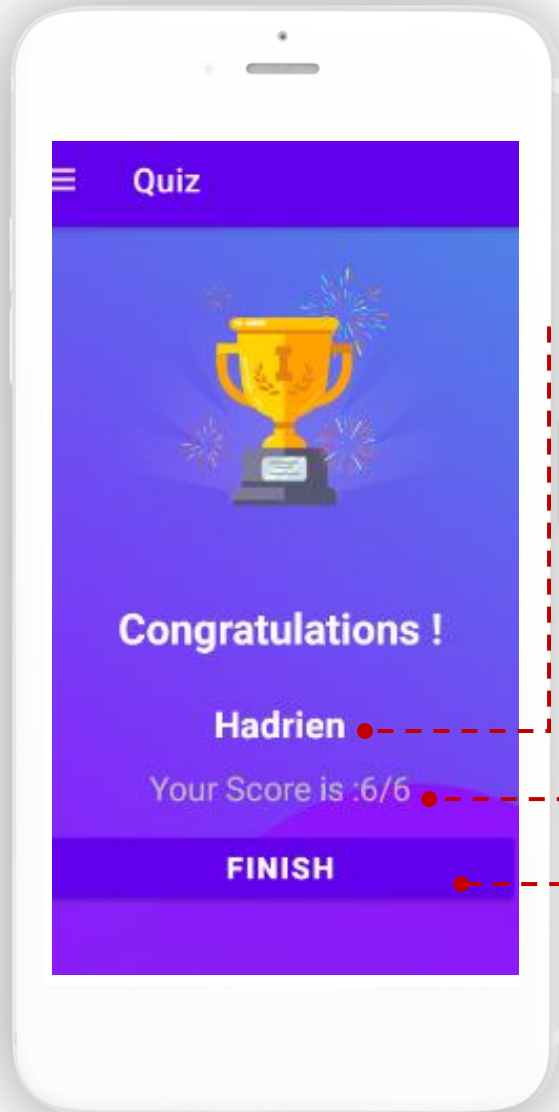 Quiz
I
Congratulations !
Hadrien
Your Score is :6/6
FINISH